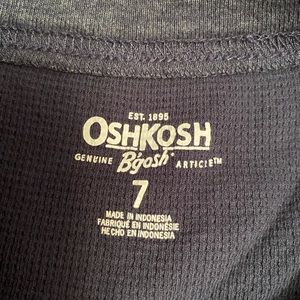 EST. 1895
OSHKOSH
GENUINE B'gosh ARTICLE™
7
MADE IN INDONESIA
FABRIQUÉ EN INDONÉSIE
HECHO EN INDONESIA